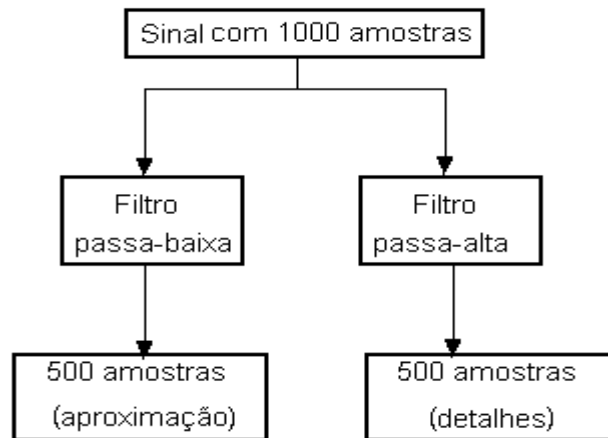 Sinal com 1000 amostras
Filtro
passa-baixa
Filtro
passa-alta
500 amostras
(aproximação)
500 amostras
(detalhes)